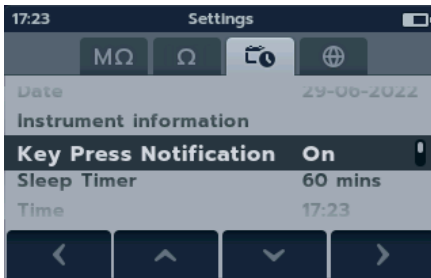 17:23 Settings
MΩ Ω
Date 29-06-2022
Instrument information
Key Press Notification On
Sleep Timer 60 mins
Time 17:23